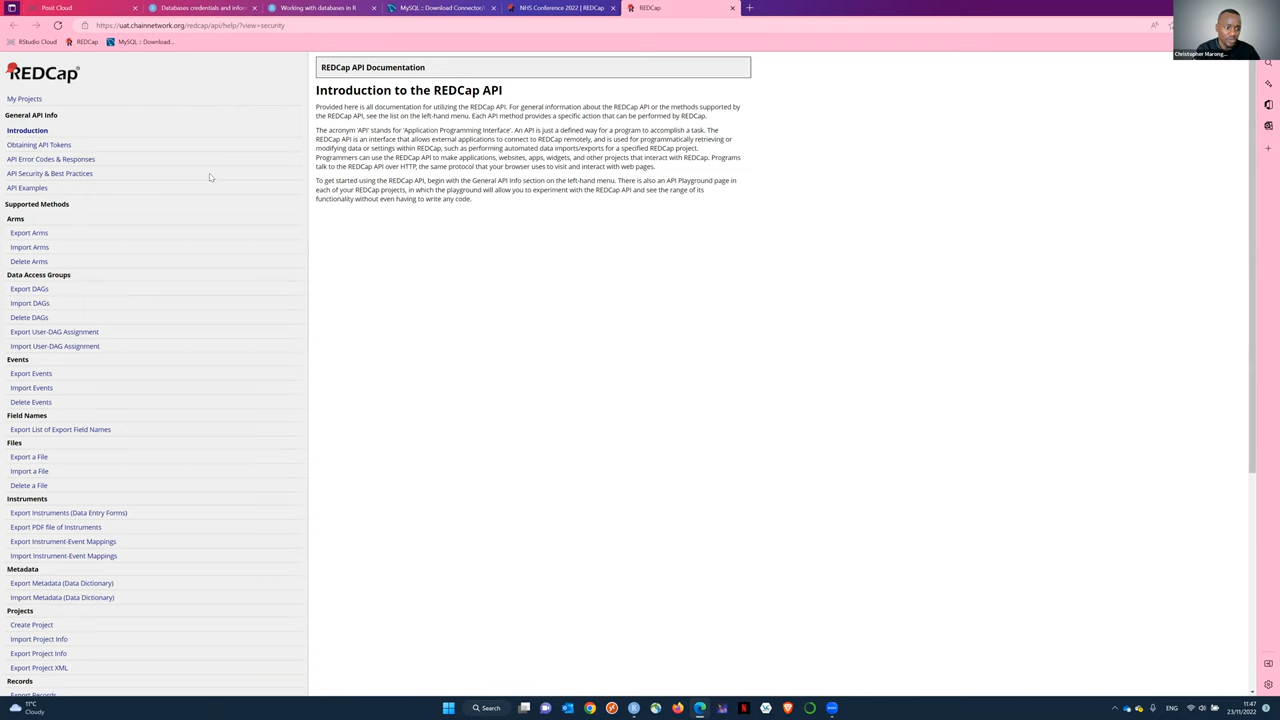 Posit Cloud
Databases credentials and infor
Working with databases in R
MySQL :: Download Connector/
NHS Conference 2022 | REDCap
REDCap
https://uat.chainnetwork.org/redcap/api/help/?view=security
RStudio Cloud
REDCap
MySQL :: Download...
Christopher Marong...
REDCap
My Projects
General API Info
Introduction
Obtaining API Tokens
API Error Codes & Responses
API Security & Best Practices
API Examples
Supported Methods
Arms
Export Arms
Import Arms
Delete Arms
Data Access Groups
Export DAGs
Import DAGs
Delete DAGs
Export User-DAG Assignment
Import User-DAG Assignment
Events
Export Events
Import Events
Delete Events
Field Names
Export List of Export Field Names
Files
Export a File
Import a File
Delete a File
Instruments
Export Instruments (Data Entry Forms)
Export PDF file of Instruments
Export Instrument-Event Mappings
Import Instrument-Event Mappings
Metadata
Export Metadata (Data Dictionary)
Import Metadata (Data Dictionary)
Projects
Create Project
Import Project Info
Export Project Info
Export Project XML
Records
Export Records
REDCap API Documentation
Introduction to the REDCap API
Provided here is all documentation for utilizing the REDCap API. For general information about the REDCap API or the methods supported by
the REDCap API, see the list on the left-hand menu. Each API method provides a specific action that can be performed by REDCap.
The acronym 'API' stands for 'Application Programming Interface'. An API is just a defined way for a program to accomplish a task. The
REDCap API is an interface that allows external applications to connect to REDCap remotely, and is used for programmatically retrieving or
modifying data or settings within REDCap, such as performing automated data imports/exports for a specified REDCap project.
Programmers can use the REDCap API to make applications, websites, apps, widgets, and other projects that interact with REDCap. Programs
talk to the REDCap API over HTTP, the same protocol that your browser uses to visit and interact with web pages.
To get started using the REDCap API, begin with the General API Info section on the left-hand menu. There is also an API Playground page in
each of your REDCap projects, in which the playground will allow you to experiment with the REDCap API and see the range of its
functionality without even having to write any code.
11°C
Cloudy
Search
ENG
11:47
23/11/2022